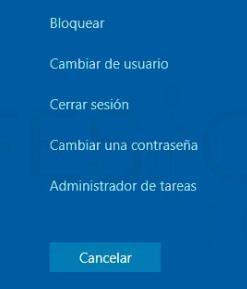 Bloquear
Cambiar de usuario
Cerrar sesión
Cambiar una contraseña
Administrador de tareas
Cancelar